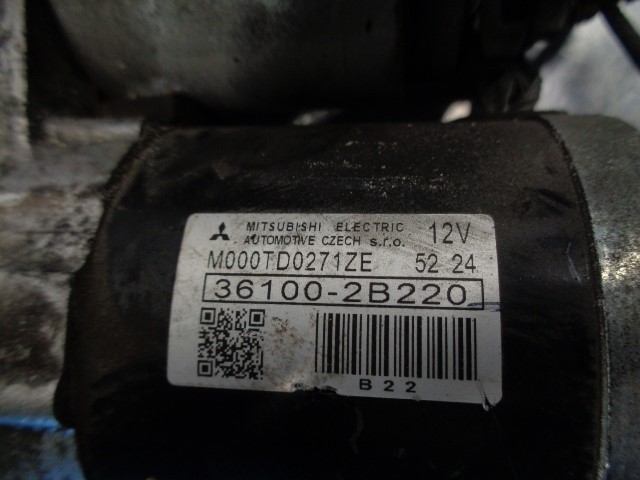 MITSUBISHI ELECTRIC 12V
AUTOMOTIVE CZECH s.r.o.
M000TD0271ZE 52 24
36100-2B220
B22